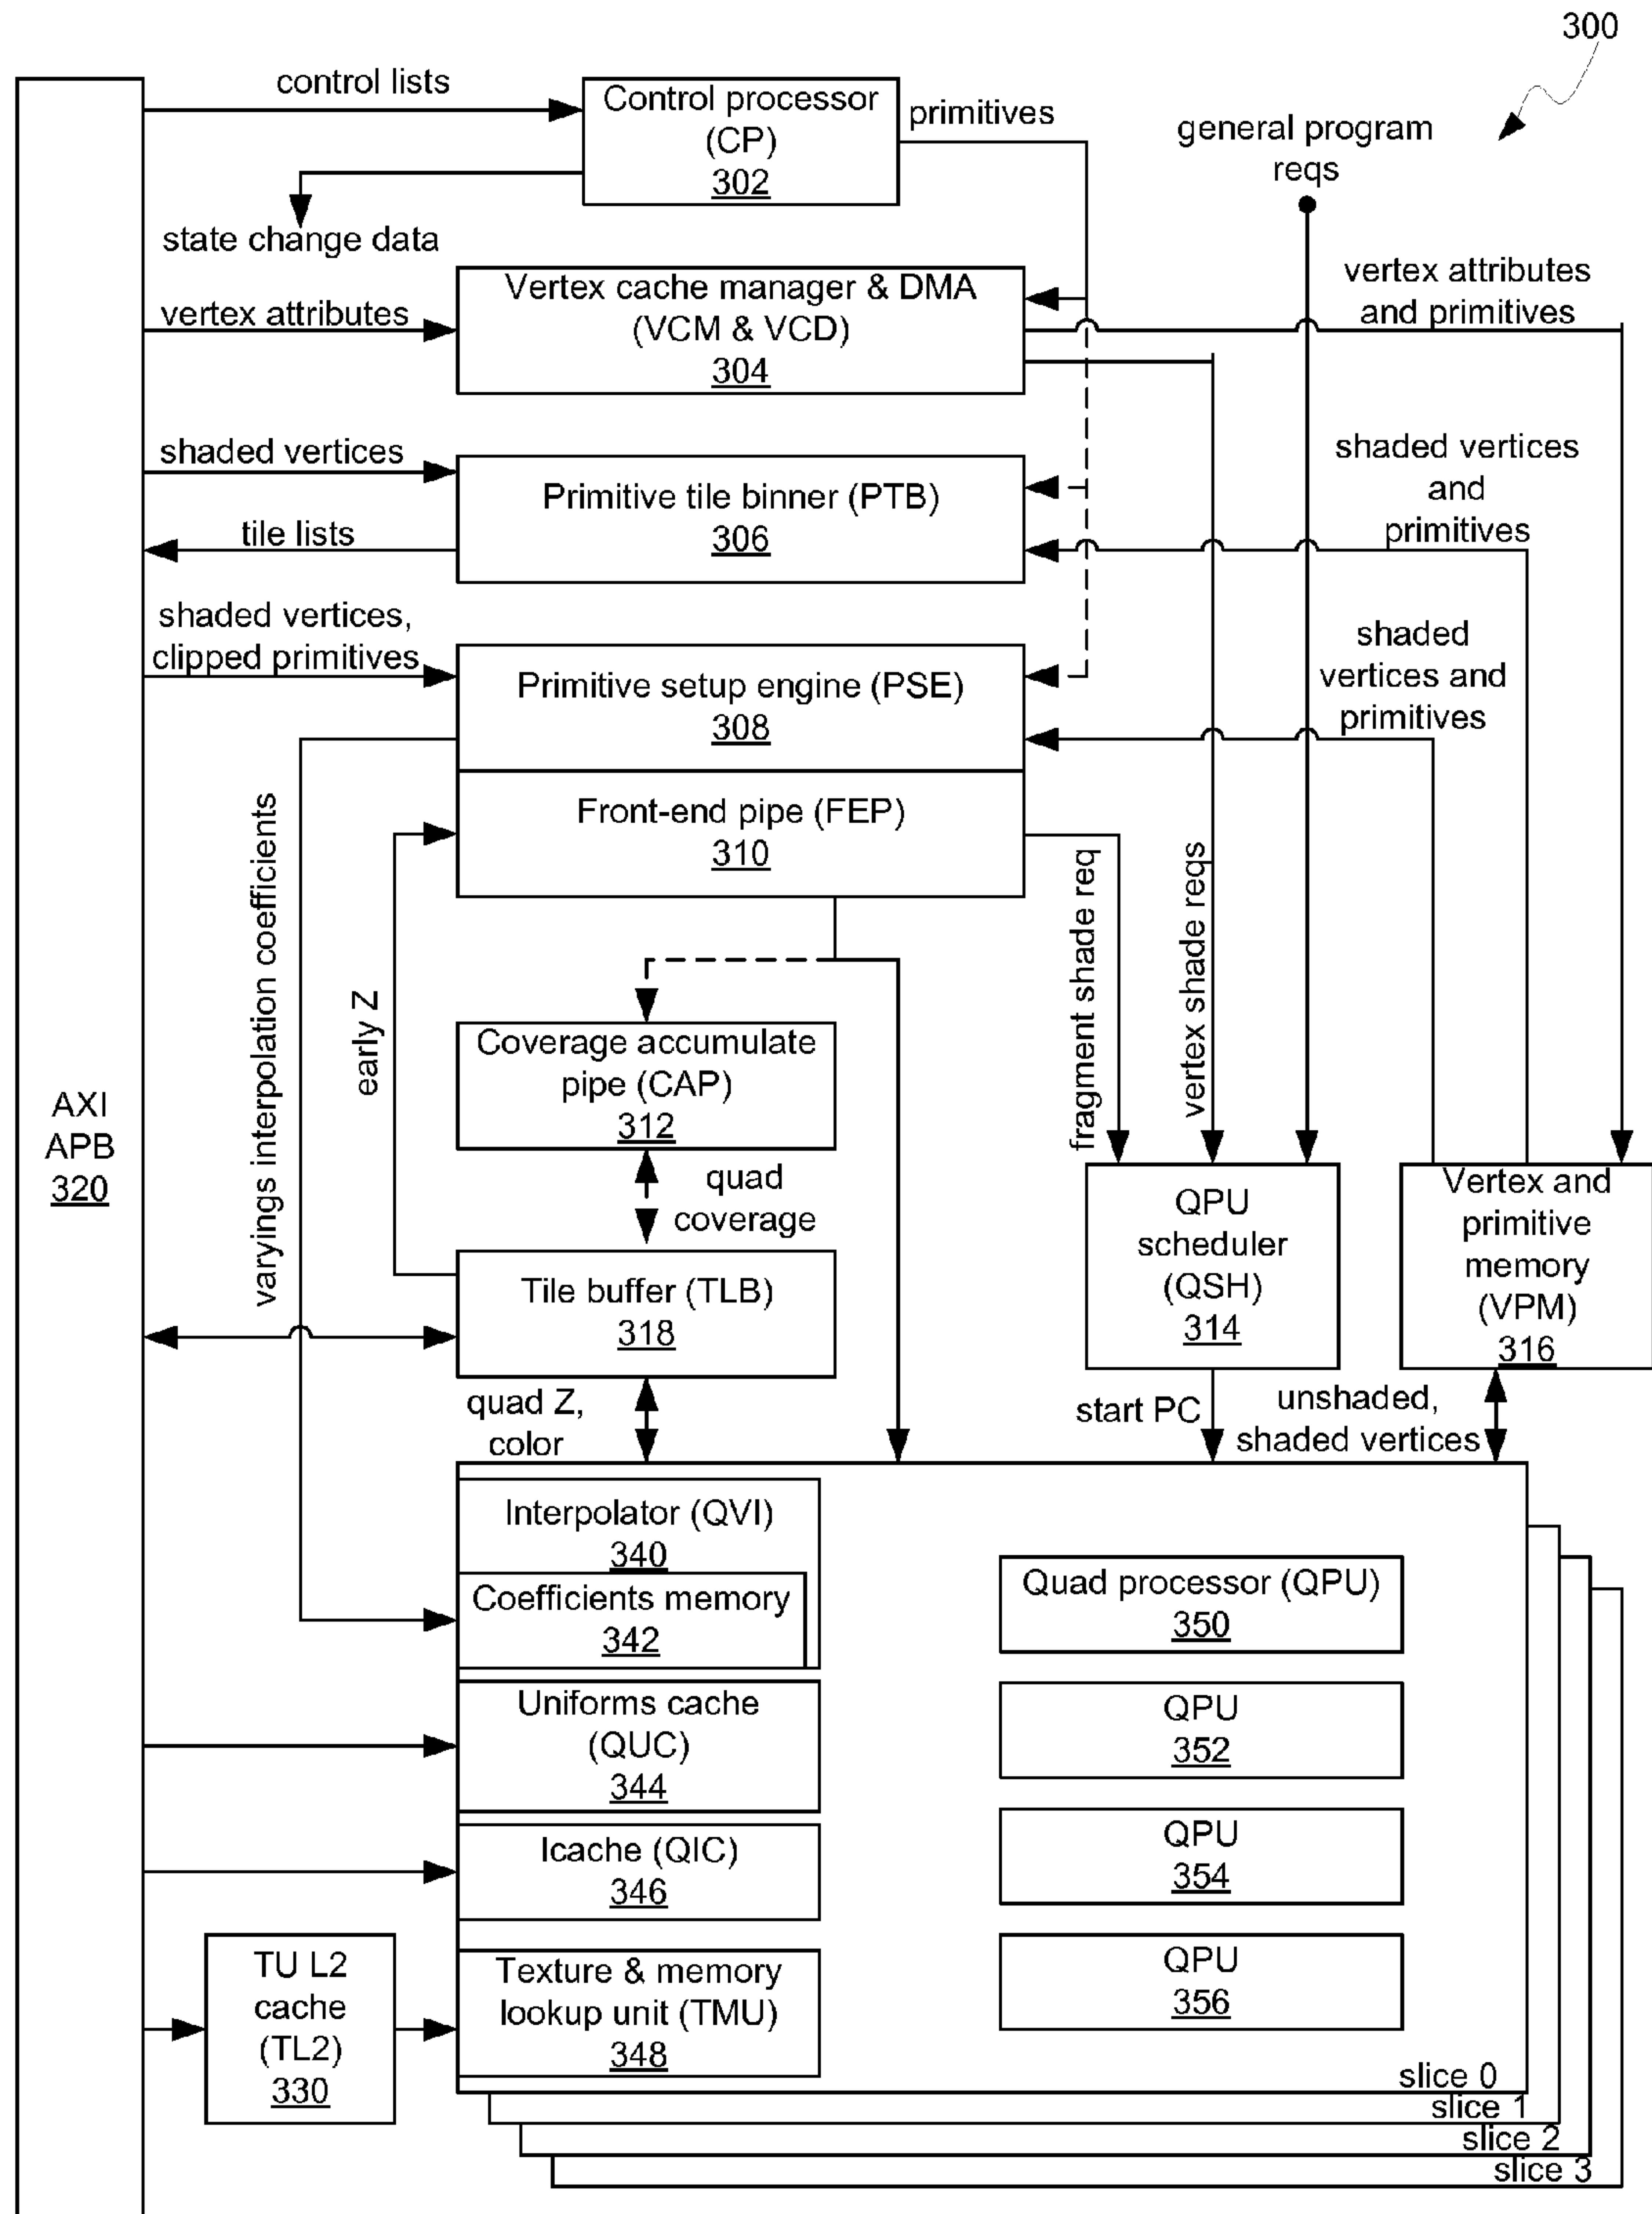 300
control lists
Control processor
(CP)
302
primitives
general program
reqs
state change data
vertex attributes
Vertex cache manager & DMA
(VCM & VCD)
304
vertex attributes
and primitives
shaded vertices
Primitive tile binner (PTB)
306
tile lists
shaded vertices
and
primitives
shaded vertices,
clipped primitives
Primitive setup engine (PSE)
308
shaded
vertices and
primitives
Front-end pipe (FEP)
310
varyings interpolation coefficients
early Z
fragment shade req
vertex shade reqs
Coverage accumulate
pipe (CAP)
312
quad
coverage
AXI
APB
320
Tile buffer (TLB)
318
QPU
scheduler
(QSH)
314
Vertex and
primitive
memory
(VPM)
316
quad Z,
color
start PC
unshaded,
shaded vertices
Interpolator (QVI)
340
Coefficients memory
342
Uniforms cache
(QUC)
344
Icache (QIC)
346
Texture & memory
lookup unit (TMU)
348
TU L2
cache
(TL2)
330
Quad processor (QPU)
350
QPU
352
QPU
354
QPU
356
slice 0
slice 1
slice 2
slice 3